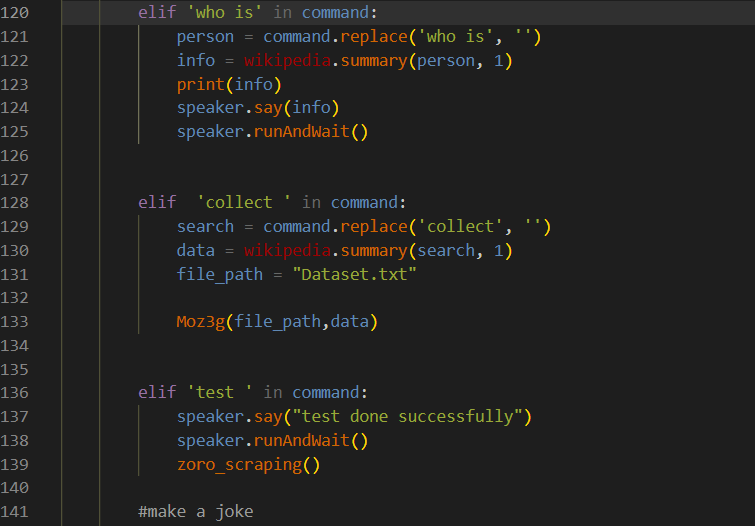 120 elif 'who is' in command:
121 person = command.replace('who is', '')
122 info = wikipedia.summary(person, 1)
123 print(info)
124 speaker.say(info)
125 speaker.runAndWait()
126
127
128 elif  'collect ' in command:
129 search = command.replace('collect', '')
130 data = wikipedia.summary(search, 1)
131 file_path = "Dataset.txt"
132
133 Moz3g(file_path,data)
134
135
136 elif 'test ' in command:
137 speaker.say("test done successfully")
138 speaker.runAndWait()
139 zoro_scraping()
140
141 #make a joke